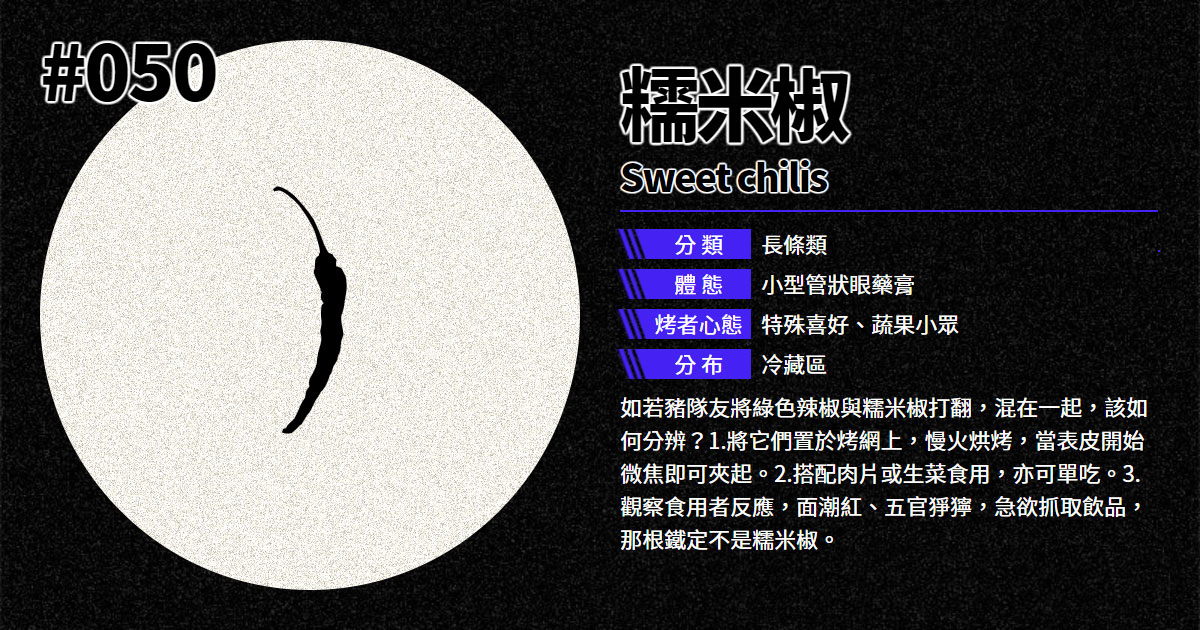 #050
糯米椒
Sweet chilis
分類 長條類
體態 小型管狀眼藥膏
烤者心態 特殊喜好、蔬果小眾
分布 冷藏區
如若豬隊友將綠色辣椒與糯米椒打翻，混在一起，該如
何分辨？1.將它們置於烤網上，慢火烘烤，當表皮開始
微焦即可夾起。2.搭配肉片或生菜食用，亦可單吃。3.
觀察食用者反應，面潮紅、五官猙獰，急欲抓取飲品，
那根鐵定不是糯米椒。